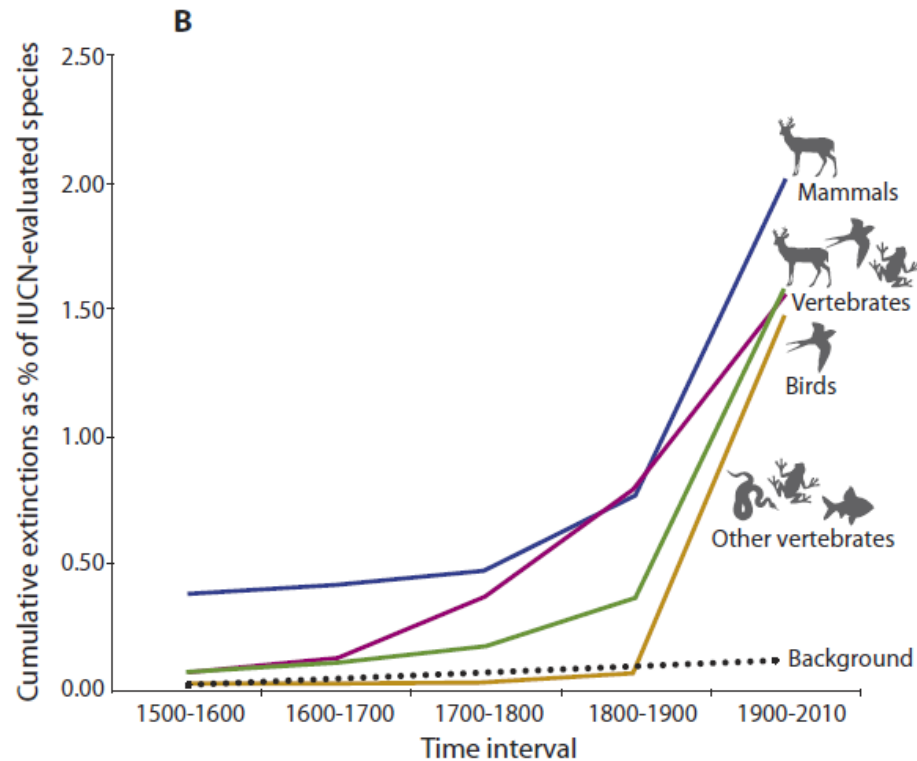 B
Cumulative extinctions as % of IUCN-evaluated species
2.50
2.00
1.50
1.00
0.50
0.00
Mammals
Vertebrates
Birds
Other vertebrates
Background
1500-1600 1600-1700 1700-1800 1800-1900 1900-2010
Time interval